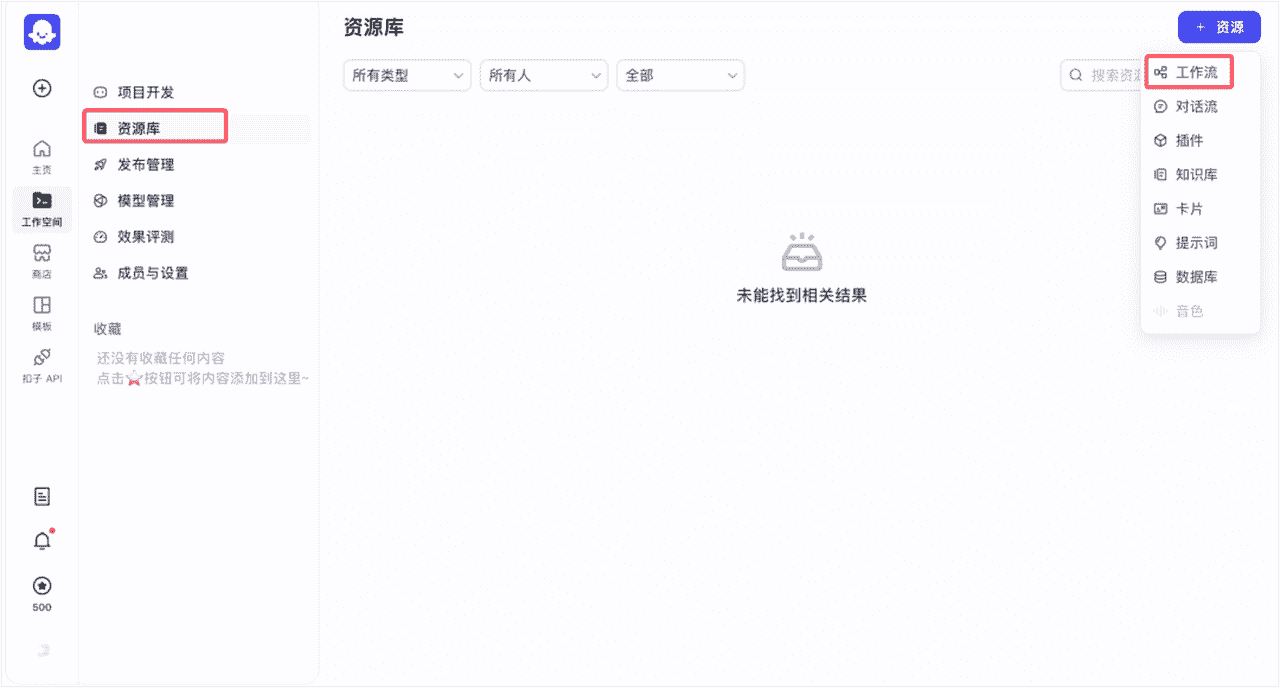 主页
工作空间
商店
模板
扣子 API
500
项目开发
资源库
发布管理
模型管理
效果评测
成员与设置
收藏
还没有收藏任何内容
点击☆按钮可将内容添加到这里~
资源库
+ 资源
所有类型
所有人
全部
搜索资源
工作流
对话流
插件
知识库
卡片
提示词
数据库
音色
未能找到相关结果